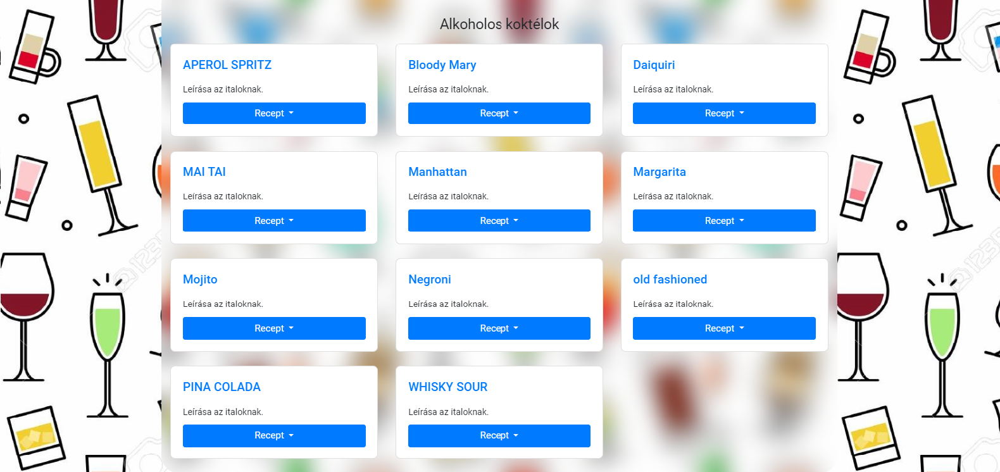 Alkoholos koktélok
APEROL SPRITZ
Leírása az italoknak.
Recept
Bloody Mary
Leírása az italoknak.
Recept
Daiquiri
Leírása az italoknak.
Recept
MAI TAI
Leírása az italoknak.
Recept
Manhattan
Leírása az italoknak.
Recept
Margarita
Leírása az italoknak.
Recept
Mojito
Leírása az italoknak.
Recept
Negroni
Leírása az italoknak.
Recept
old fashioned
Leírása az italoknak.
Recept
PINA COLADA
Leírása az italoknak.
Recept
WHISKY SOUR
Leírása az italoknak.
Recept